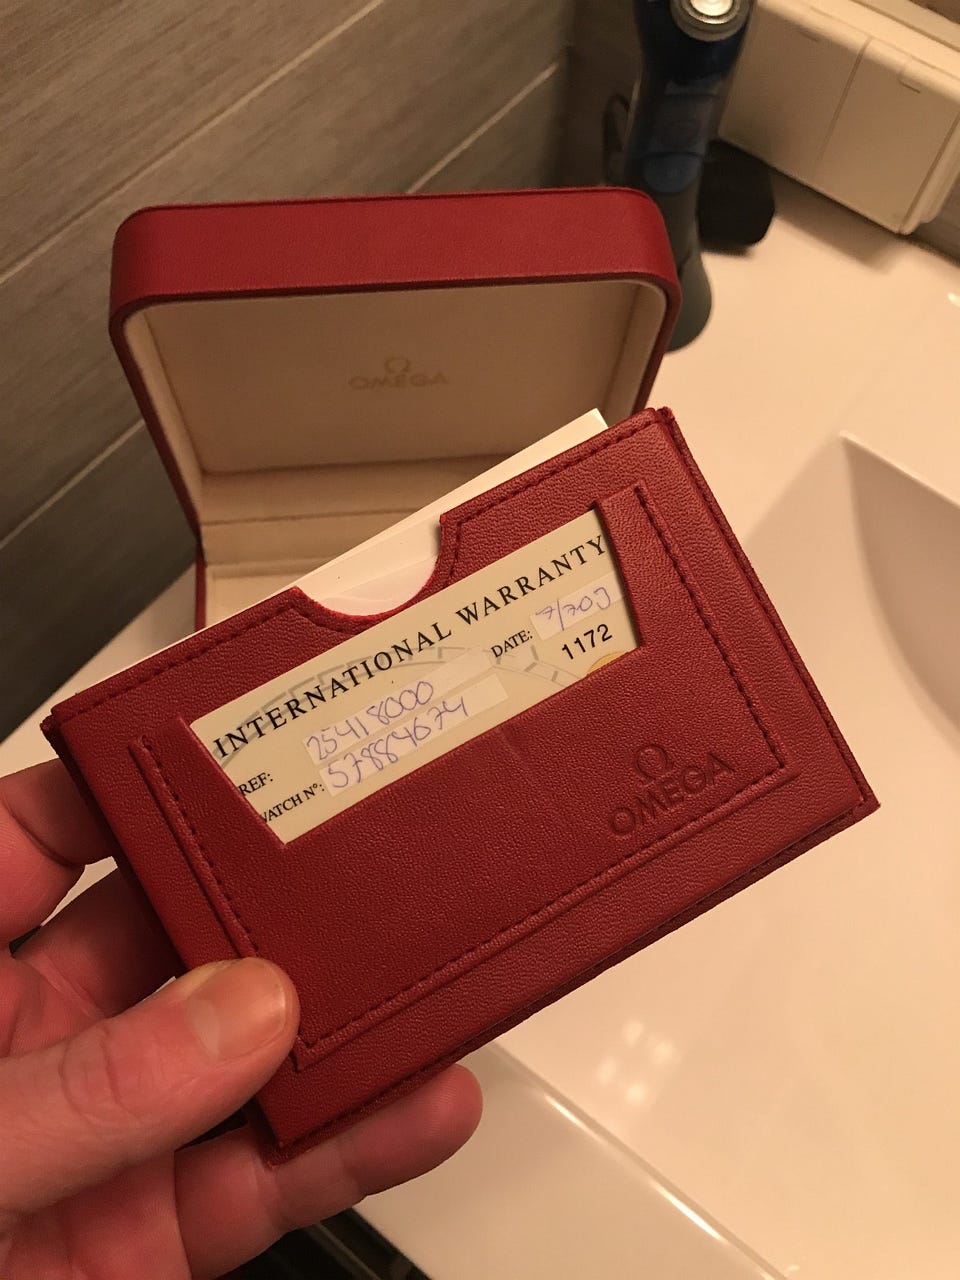 Ω
OMEGA
INTERNATIONAL WARRANTY
DATE:
1172
REF: 25418000
WATCH N°: 57884674
Ω
OMEGA